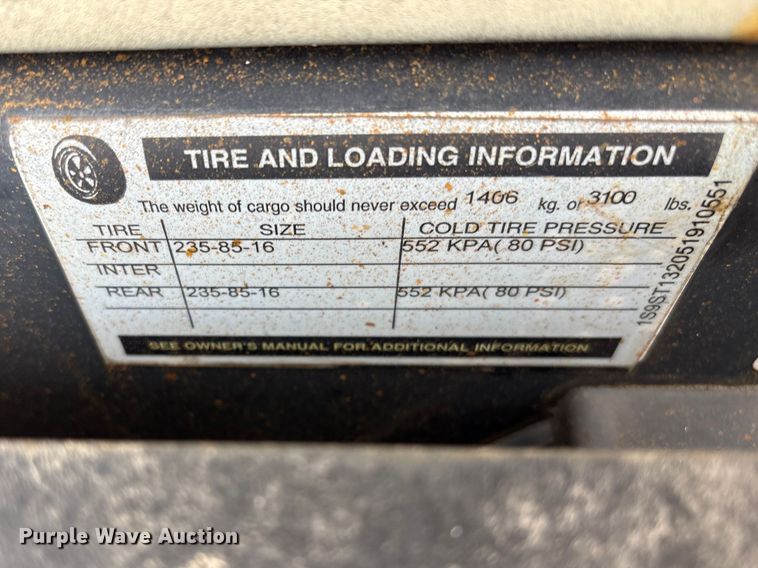 TIRE AND LOADING INFORMATION
The weight of cargo should never exceed 1406 kg. or 3100 lbs.
TIRE SIZE COLD TIRE PRESSURE
FRONT 235-85-16 552 KPA( 80 PSI)
INTER
REAR 235-85-16 552 KPA( 80 PSI)
SEE OWNER'S MANUAL FOR ADDITIONAL INFORMATION
1S9ST132051910551
Purple Wave Auction